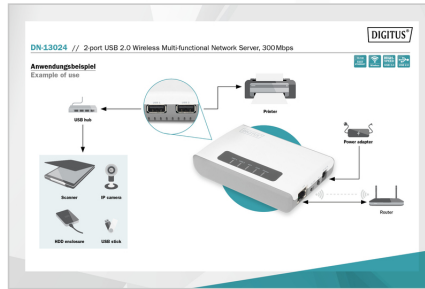 DIGITUS®
DN-13024 // 2-port USB 2.0 Wireless Multi-functional Network Server, 300Mbps
Anwendungsbeispiel
Example of use
USB hub
Printer
Power adapter
Scanner
IP camera
Router
HDD enclosure
USB stick